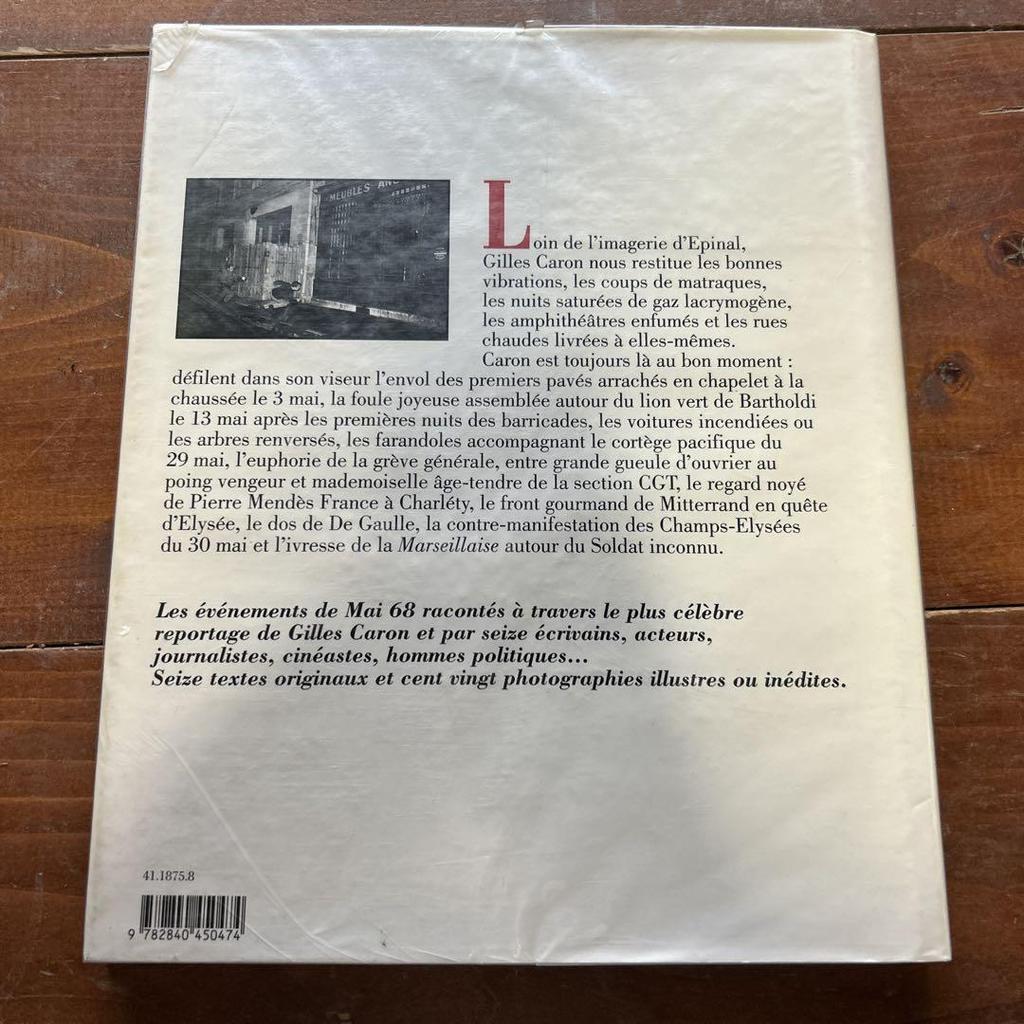 MEUBLES AN
Loin de l'imagerie d'Epinal,
Gilles Caron nous restitue les bonnes
vibrations, les coups de matraques,
les nuits saturées de gaz lacrymogène,
les amphithéâtres enfumés et les rues
chaudes livrées à elles-mêmes.
Caron est toujours là au bon moment :
défilent dans son viseur l'envol des premiers pavés arrachés en chapelet à la
chaussée le 3 mai, la foule joyeuse assemblée autour du lion vert de Bartholdi
le 13 mai après les premières nuits des barricades, les voitures incendiées ou
les arbres renversés, les farandoles accompagnant le cortège pacifique du
29 mai, l'euphorie de la grève générale, entre grande gueule d'ouvrier au
poing vengeur et mademoiselle âge-tendre de la section CGT, le regard noyé
de Pierre Mendès France à Charléty, le front gourmand de Mitterrand en quête
d'Elysée, le dos de De Gaulle, la contre-manifestation des Champs-Elysées
du 30 mai et l'ivresse de la Marseillaise autour du Soldat inconnu.
Les événements de Mai 68 racontés à travers le plus célèbre
reportage de Gilles Caron et par seize écrivains, acteurs,
journalistes, cinéastes, hommes politiques...
Seize textes originaux et cent vingt photographies illustres ou inédites.
41.1875.8
9 782840 450474